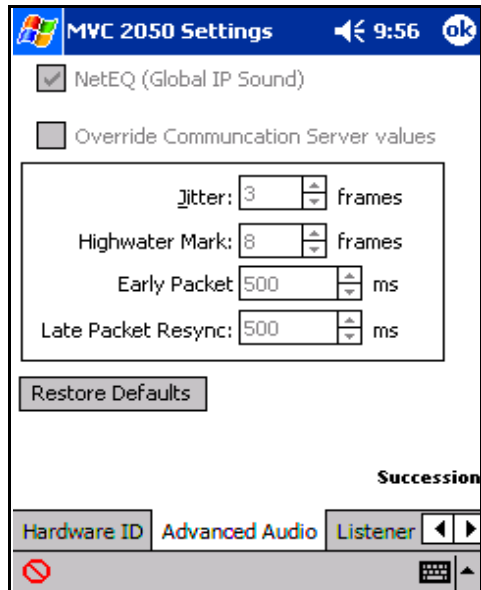 MVC 2050 Settings 9:56 ok
NetEQ (Global IP Sound)
Override Communcation Server values
Jitter: 3 frames
Highwater Mark: 8 frames
Early Packet 500 ms
Late Packet Resync: 500 ms
Restore Defaults
Succession
Hardware ID Advanced Audio Listener